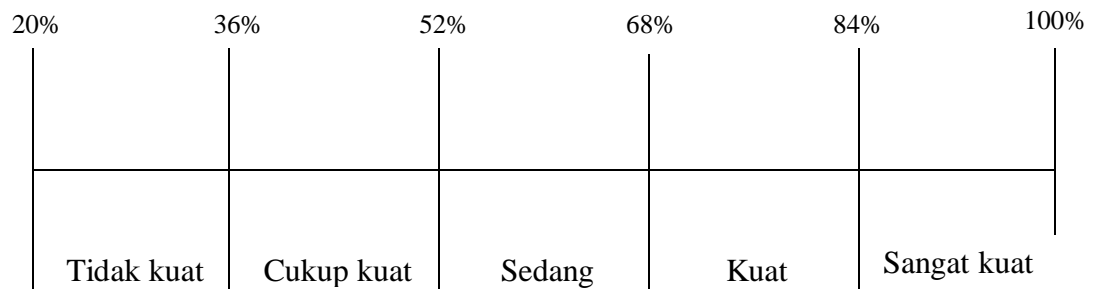 20% 36% 52% 68% 84% 100%
Tidak kuat Cukup kuat Sedang Kuat Sangat kuat